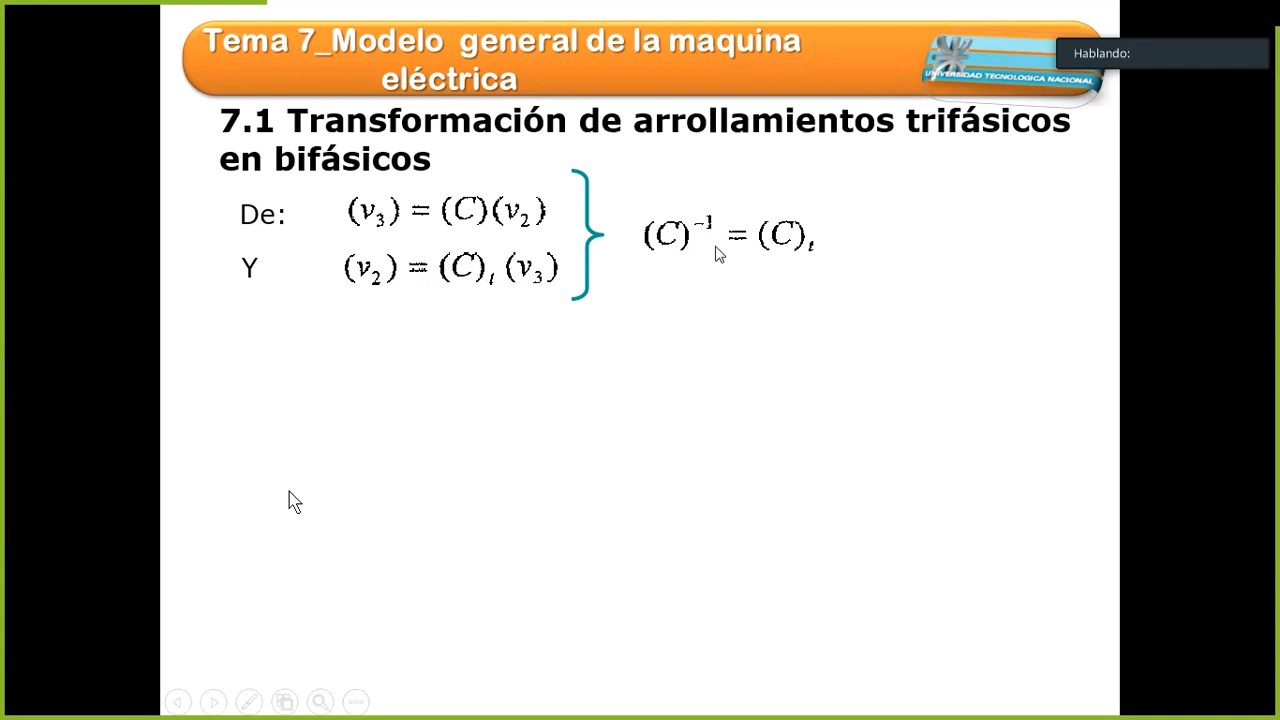 Tema 7_Modelo general de la maquina
eléctrica
UNIVERSIDAD TECNOLOGICA NACIONAL
Hablando:
7.1 Transformación de arrollamientos trifásicos
en bifásicos
De: (v₃) = (C)(v₂)
Y (v₂) = (C)ₜ (v₃)
(C)⁻¹ = (C)ₜ